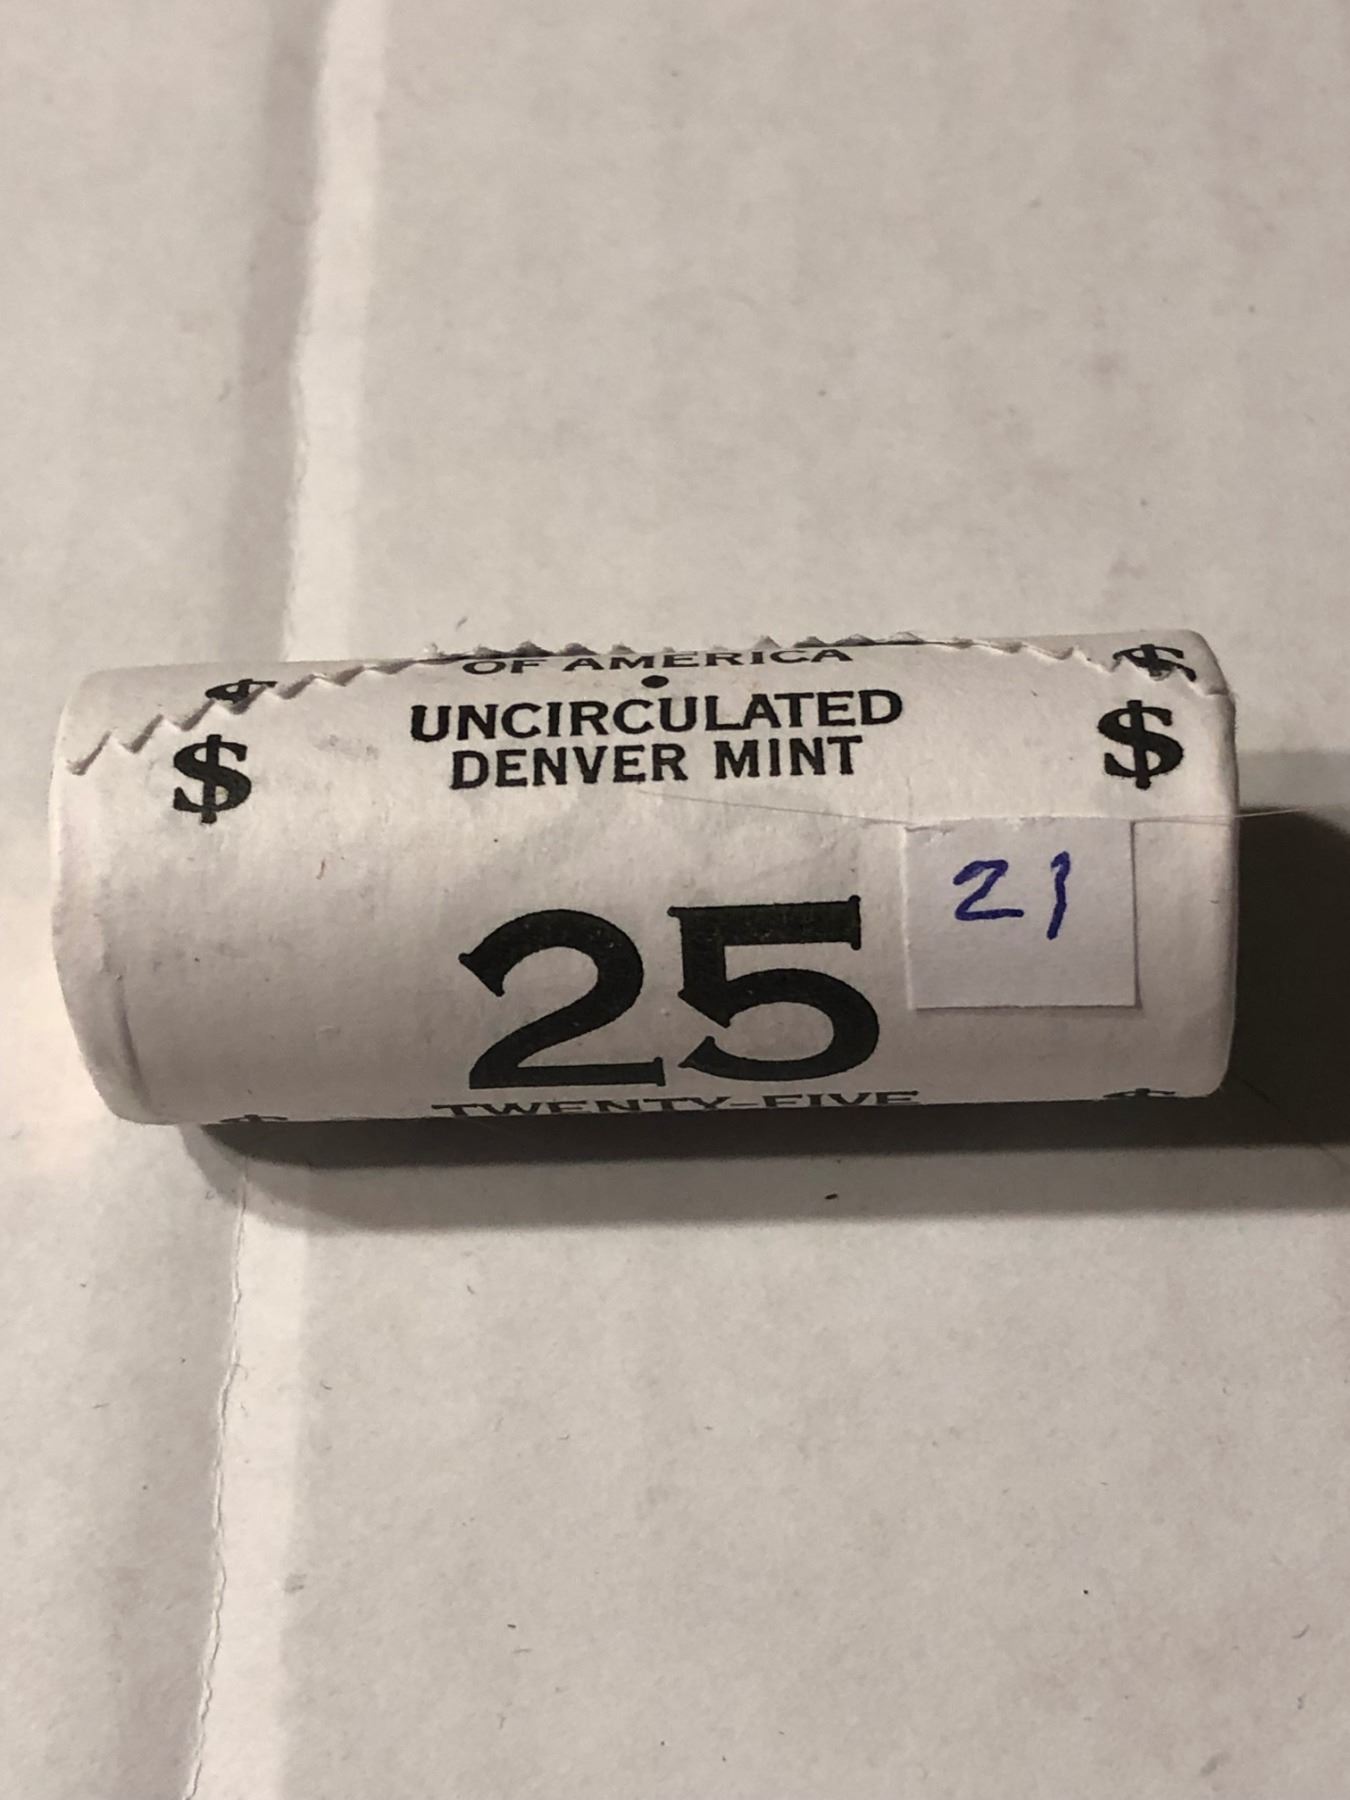 OF AMERICA
•
UNCIRCULATED
DENVER MINT
$ $
21
25
TWENTY-FIVE